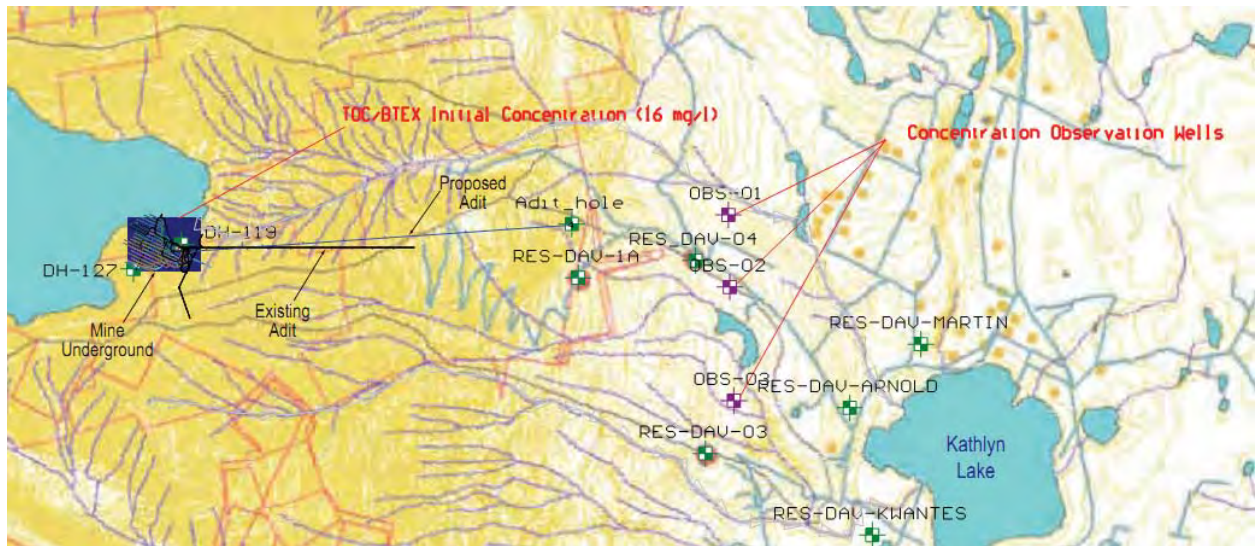 TOC/BTEX Initial Concentration (16 mg/l)
Concentration Observation Wells
Proposed
Adit
OBS-01
Adit_hole
DH-119
RES_DAV-04
OBS-02
RES-DAV-1A
DH-127
Existing
Adit
Mine
Underground
RES-DAV-MARTIN
OBS-03
RES-DAV-ARNOLD
RES-DAV-03
Kathlyn
Lake
RES-DAV-KWANTES